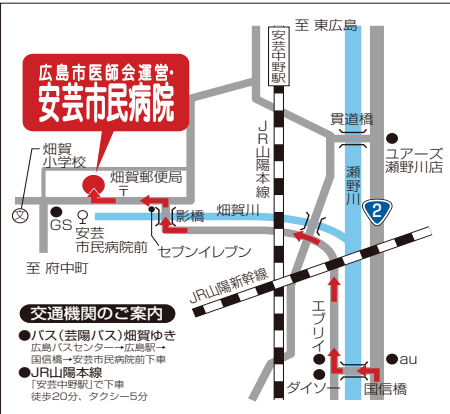 至 東広島
安芸中野駅
広島市医師会運営・
安芸市民病院
貫道橋
JR山陽本線
瀬野川
ユアーズ
瀬野川店
畑賀
小学校
畑賀郵便局
〒
文
2
GS
安芸
市民病院前
影橋
畑賀川
セブンイレブン
至 府中町
JR山陽新幹線
エブリイ
交通機関のご案内
●バス(芸陽バス)畑賀ゆき
広島バスセンター→広島駅→
国信橋→安芸市民病院前下車
●JR山陽本線
「安芸中野駅」で下車
徒歩20分、タクシー5分
au
ダイソー
国信橋